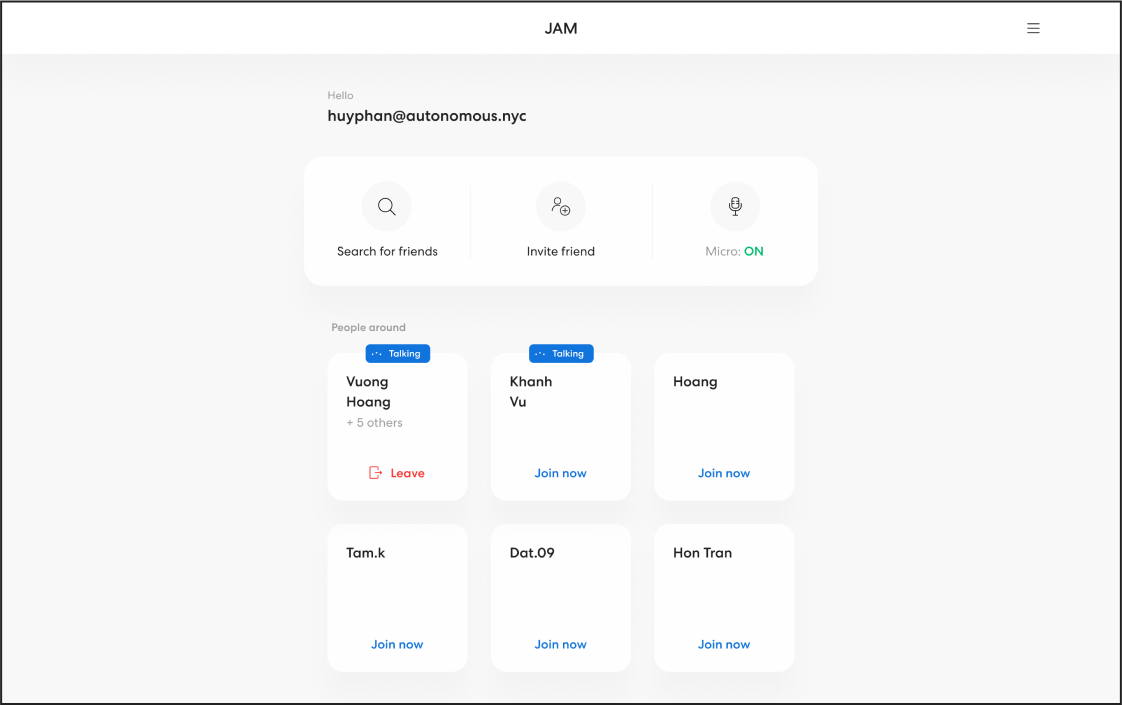 JAM
Hello
huyphan@autonomous.nyc
Search for friends
Invite friend
Micro: ON
People around
Talking
Talking
Vuong
Hoang
+ 5 others
Leave
Khanh
Vu
Join now
Hoang
Join now
Tam.k
Join now
Dat.09
Join now
Hon Tran
Join now